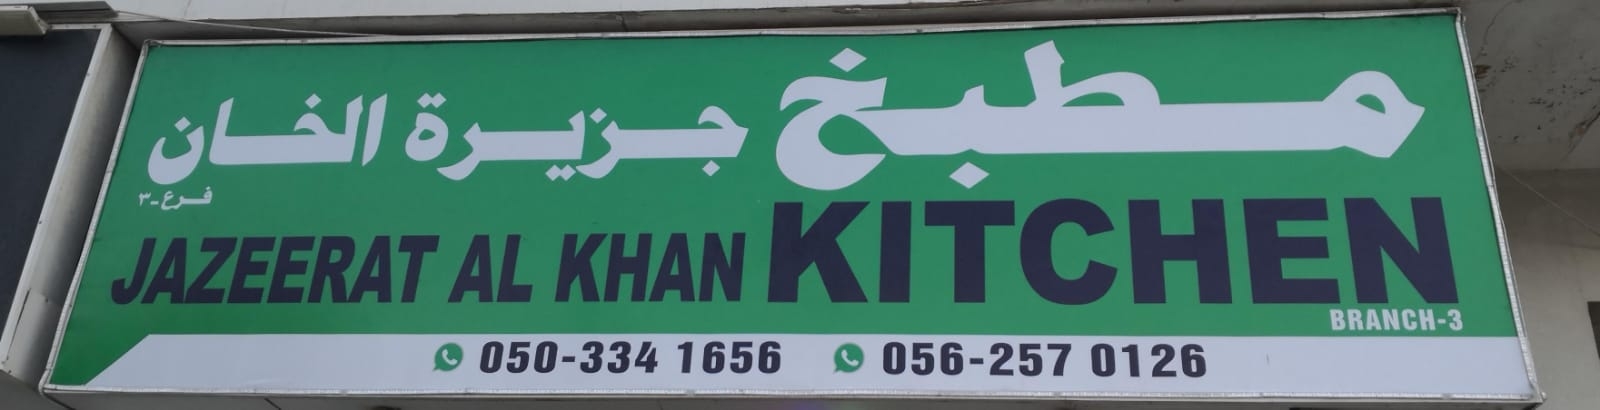 مطبخ جزيرة الخان
فرع-٣
JAZEERAT AL KHAN KITCHEN
BRANCH-3
050-334 1656 056-257 0126